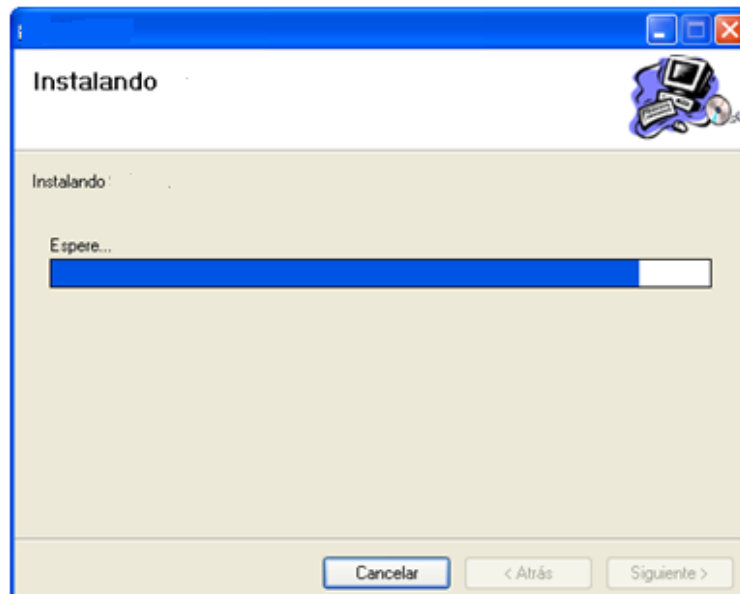 Instalando
Instalando
Espere...
Cancelar
< Atrás
Siguiente >